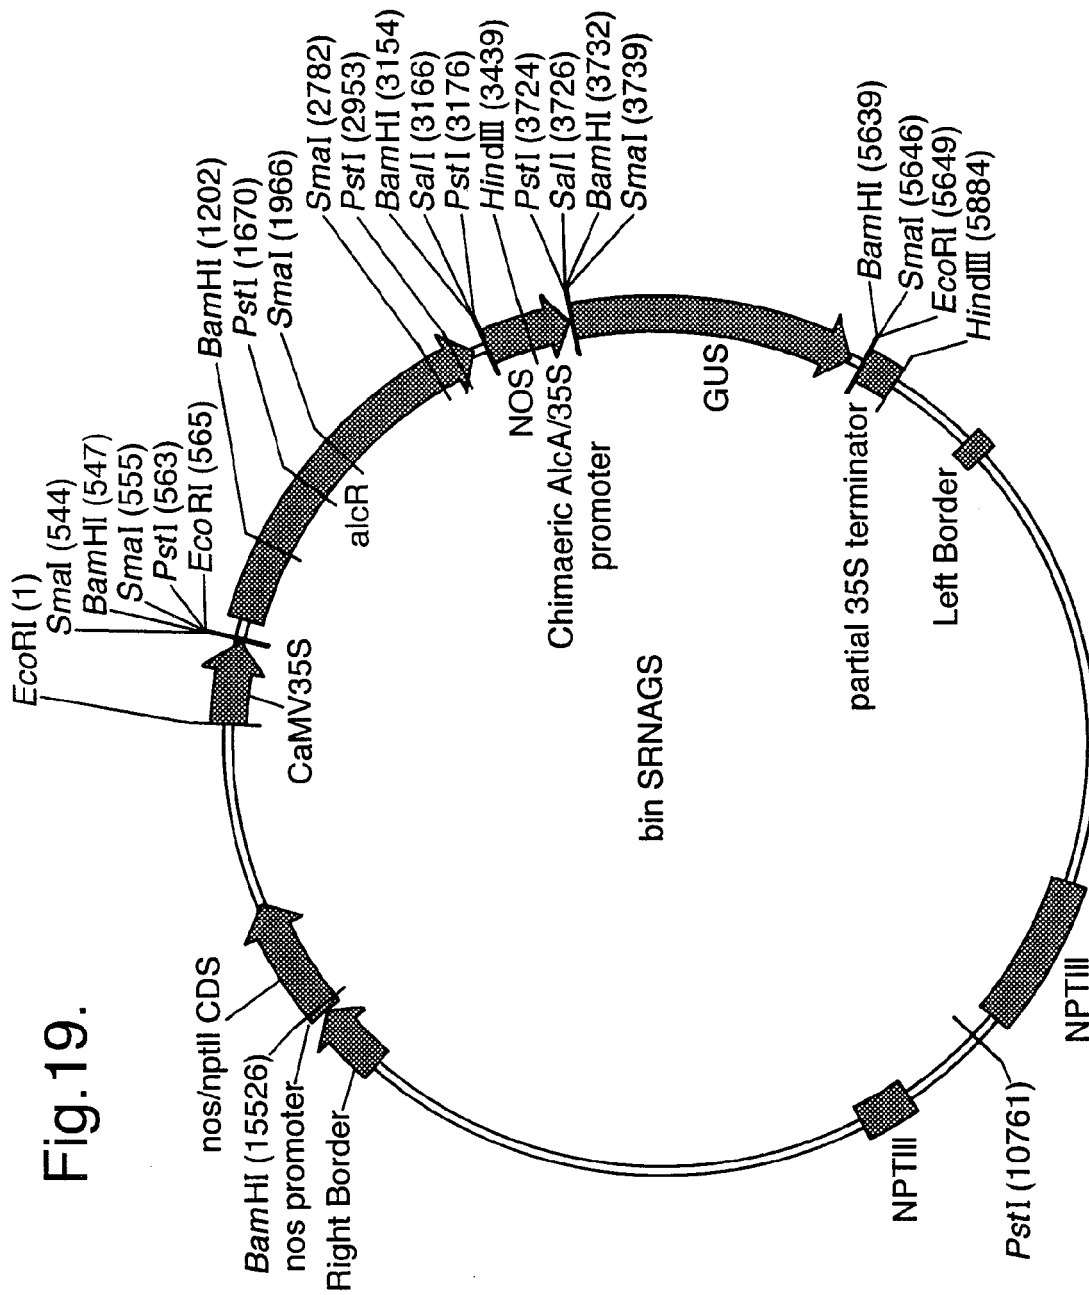 Fig.19.
EcoRI (1)
SmaI (544)
BamHI (547)
SmaI (555)
PstI (563)
EcoRI (565)
BamHI (1202)
PstI (1670)
SmaI (1966)
SmaI (2782)
PstI (2953)
BamHI (3154)
SalI (3166)
PstI (3176)
HindIII (3439)
PstI (3724)
SalI (3726)
BamHI (3732)
SmaI (3739)
BamHI (5639)
SmaI (5646)
EcoRI (5649)
HindIII (5884)
CaMV35S
alcR
NOS
Chimaeric AlcA/35S
promoter
GUS
partial 35S terminator
Left Border
bin SRNAGS
nos/nptII CDS
BamHI (15526)
nos promoter
Right Border
NPTIII
PstI (10761)
NPTIII